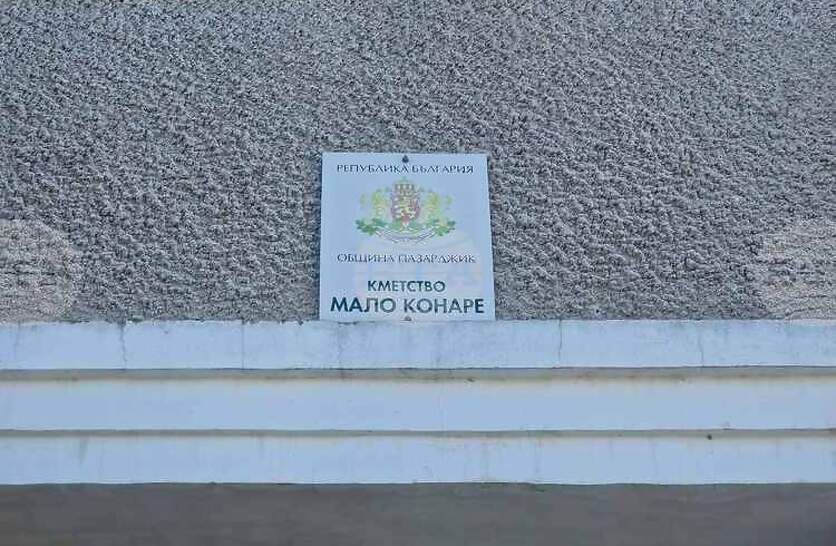 РЕПУБЛИКА БЪЛГАРИЯ
ОБЩИНА ПАЗАРДЖИК
КМЕТСТВО
МАЛО КОНАРЕ